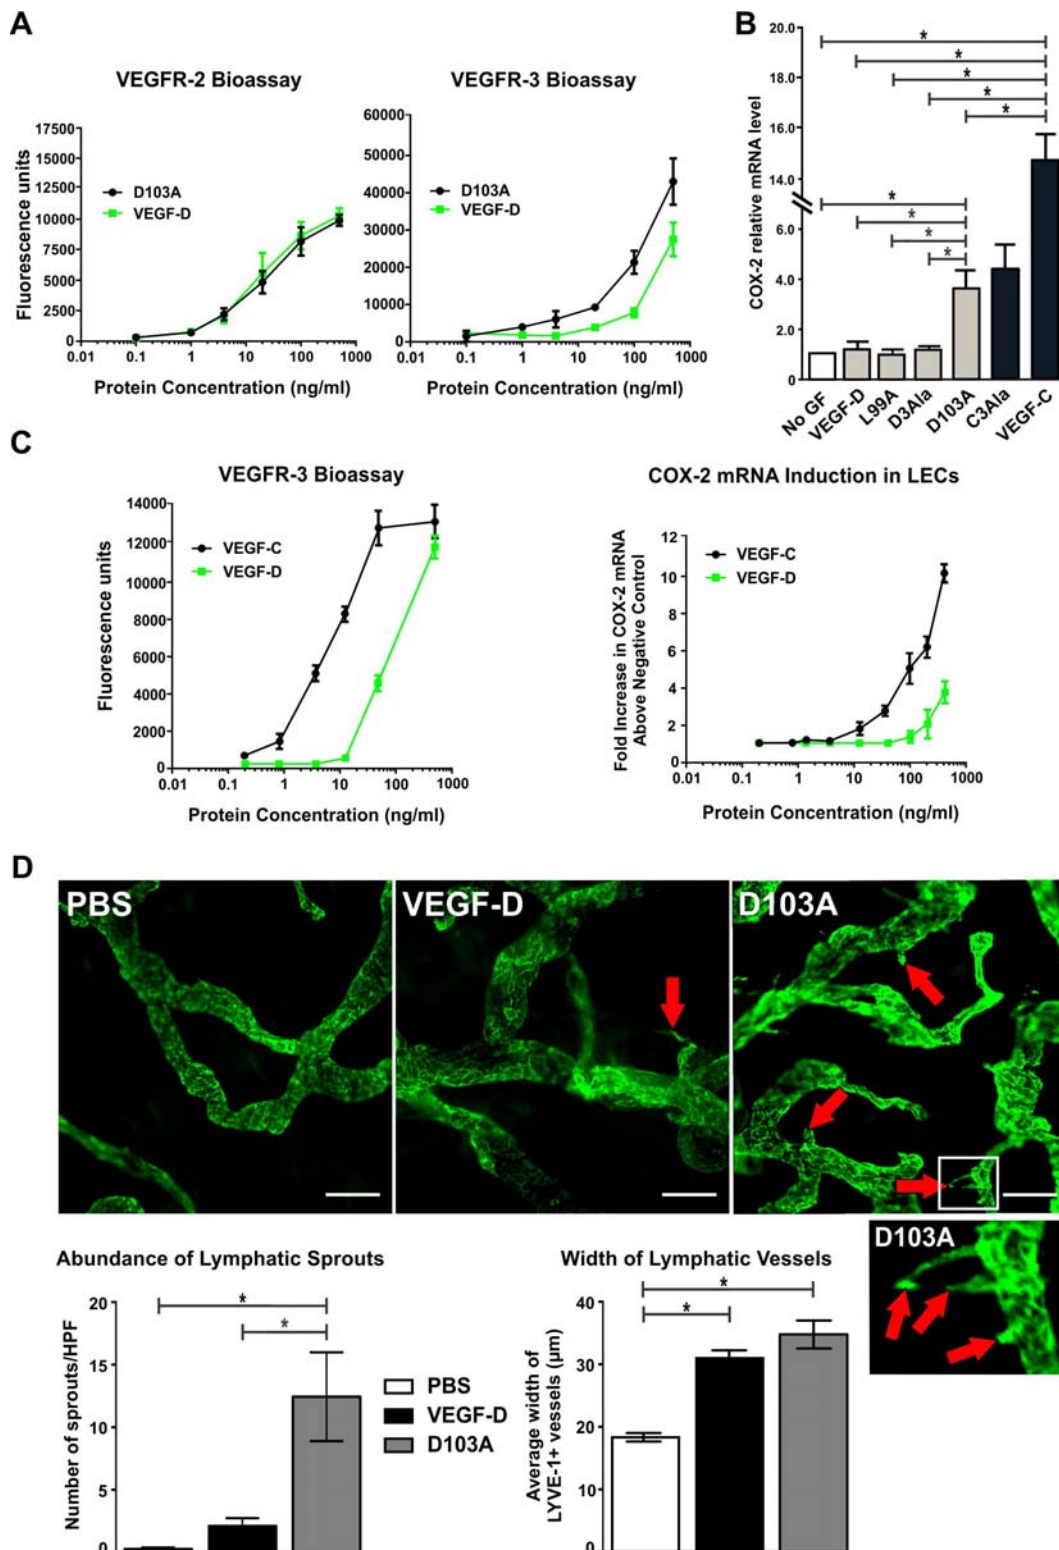 A
VEGFR-2 Bioassay
Fluorescence units
17500
15000
12500
10000
7500
5000
2500
0
D103A
VEGF-D
0.01 0.1 1 10 100 1000
Protein Concentration (ng/ml)
VEGFR-3 Bioassay
60000
50000
40000
30000
20000
10000
0
D103A
VEGF-D
0.01 0.1 1 10 100 1000
Protein Concentration (ng/ml)
B
COX-2 relative mRNA level
20.0
18.0
16.0
14.0
6.0
4.0
2.0
0
* 
*
*
*
*
*
*
*
*
No GF
VEGF-D
L99A
D3Ala
D103A
C3Ala
VEGF-C
C
VEGFR-3 Bioassay
Fluorescence units
14000
12000
10000
8000
6000
4000
2000
0
VEGF-C
VEGF-D
0.01 0.1 1 10 100 1000
Protein Concentration (ng/ml)
COX-2 mRNA Induction in LECs
Fold Increase in COX-2 mRNA
Above Negative Control
12
10
8
6
4
2
0
VEGF-C
VEGF-D
0.01 0.1 1 10 100 1000
Protein Concentration (ng/ml)
D
PBS
VEGF-D
D103A
D103A
Abundance of Lymphatic Sprouts
Number of sprouts/HPF
20
15
10
5
0
*
*
PBS
VEGF-D
D103A
Width of Lymphatic Vessels
Average width of
LYVE-1+ vessels (µm)
40
30
20
10
0
*
*